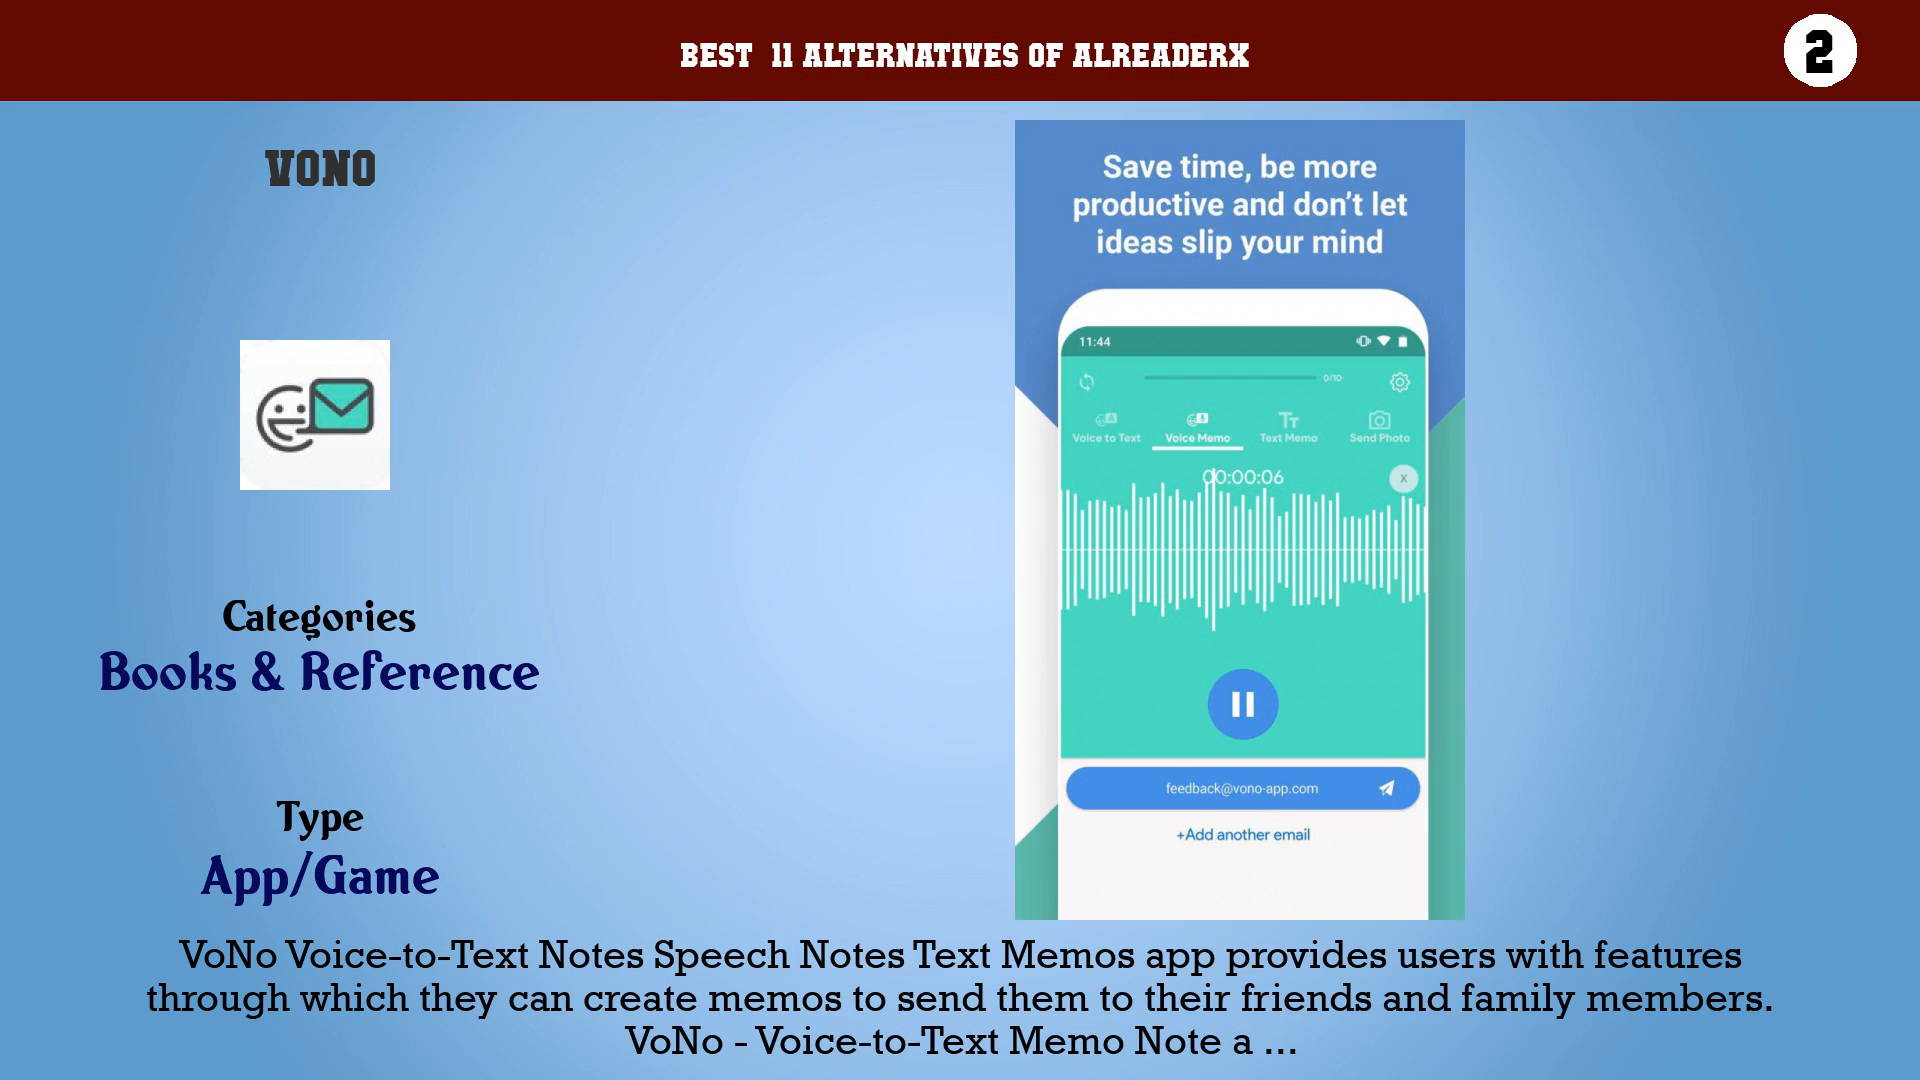 BEST 11 ALTERNATIVES OF ALREADERX
2
VONO
Categories
Books & Reference
Type
App/Game
Save time, be more
productive and don't let
ideas slip your mind
11:44
0/10
Voice to Text
Voice Memo
Text Memo
Send Photo
00:00:06
X
feedback@vono-app.com
+Add another email
VoNo Voice-to-Text Notes Speech Notes Text Memos app provides users with features
through which they can create memos to send them to their friends and family members.
VoNo - Voice-to-Text Memo Note a ...